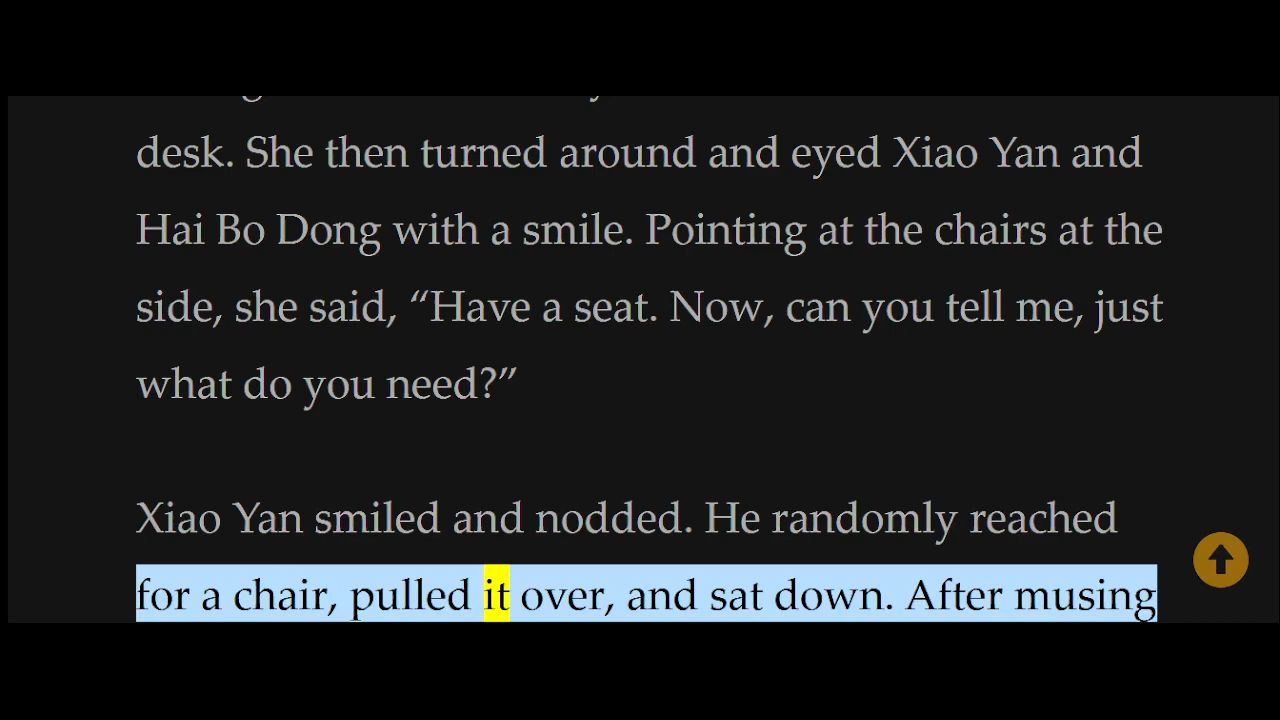 desk. She then turned around and eyed Xiao Yan and
Hai Bo Dong with a smile. Pointing at the chairs at the
side, she said, “Have a seat. Now, can you tell me, just
what do you need?”
Xiao Yan smiled and nodded. He randomly reached
for a chair, pulled it over, and sat down. After musing